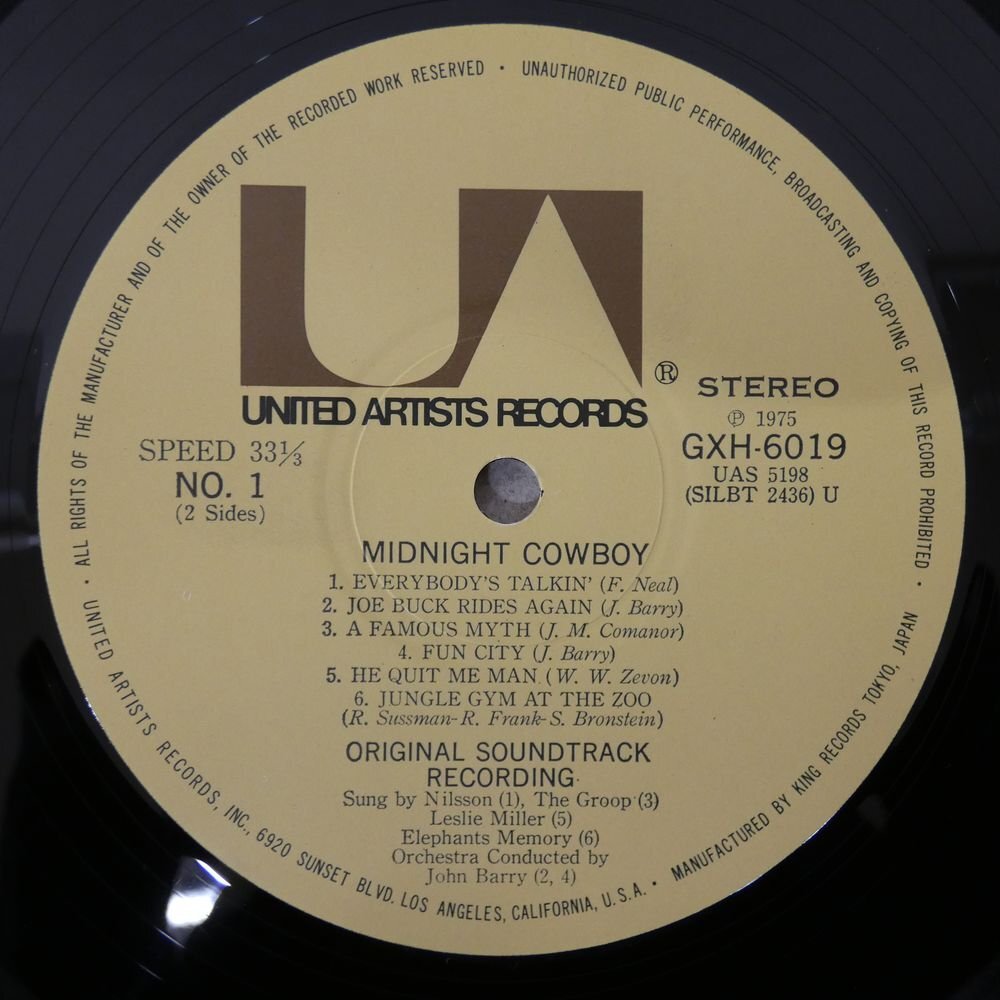 · ALL RIGHTS OF THE MANUFACTURER AND OF THE OWNER OF THE RECORDED WORK RESERVED · UNAUTHORIZED PUBLIC PERFORMANCE, BROADCASTING AND COPYING OF THIS RECORD PROHIBITED ·
UA ®
UNITED ARTISTS RECORDS
STEREO
℗ 1975
GXH-6019
UAS 5198
(SILBT 2436) U
SPEED 33⅓
NO. 1
(2 Sides)
MIDNIGHT COWBOY
1. EVERYBODY'S TALKIN' (F. Neal)
2. JOE BUCK RIDES AGAIN (J. Barry)
3. A FAMOUS MYTH (J. M. Comanor)
4. FUN CITY (J. Barry)
5. HE QUIT ME MAN (W. W. Zevon)
6. JUNGLE GYM AT THE ZOO
(R. Sussman-R. Frank-S. Bronstein)
ORIGINAL SOUNDTRACK
RECORDING
Sung by Nilsson (1), The Groop (3)
Leslie Miller (5)
Elephants Memory (6)
Orchestra Conducted by
John Barry (2, 4)
UNITED ARTISTS RECORDS, INC., 6920 SUNSET BLVD. LOS ANGELES, CALIFORNIA, U.S.A. · MANUFACTURED BY KING RECORDS TOKYO, JAPAN